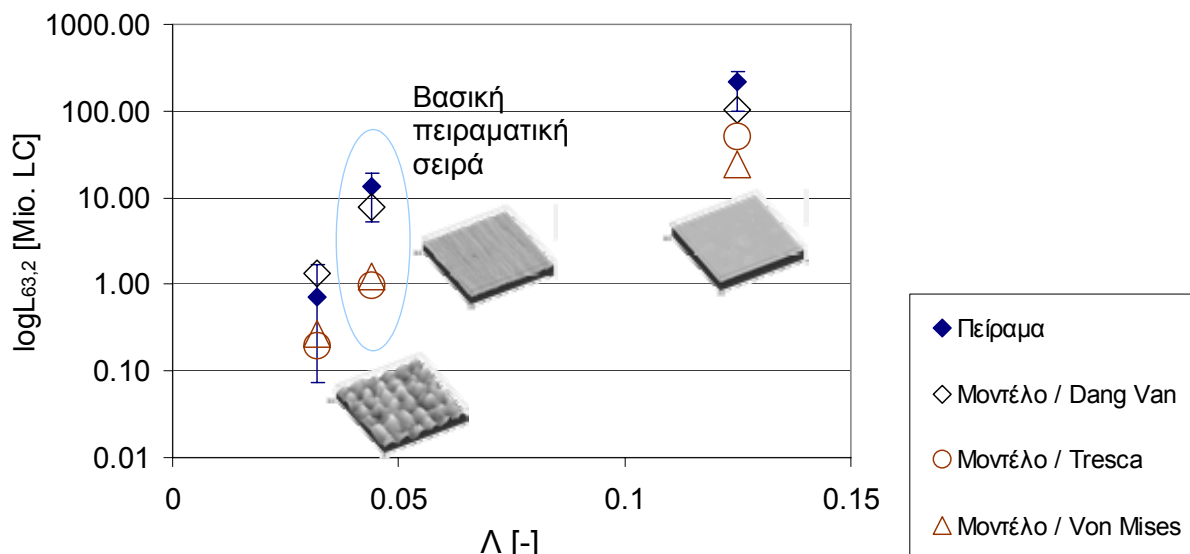 1000.00
100.00
10.00
1.00
0.10
0.01
logL63,2 [Mio. LC]
Βασική
πειραματική
σειρά
0
0.05
0.1
0.15
Λ [-]
Πείραμα
Μοντέλο / Dang Van
Μοντέλο / Tresca
Μοντέλο / Von Mises